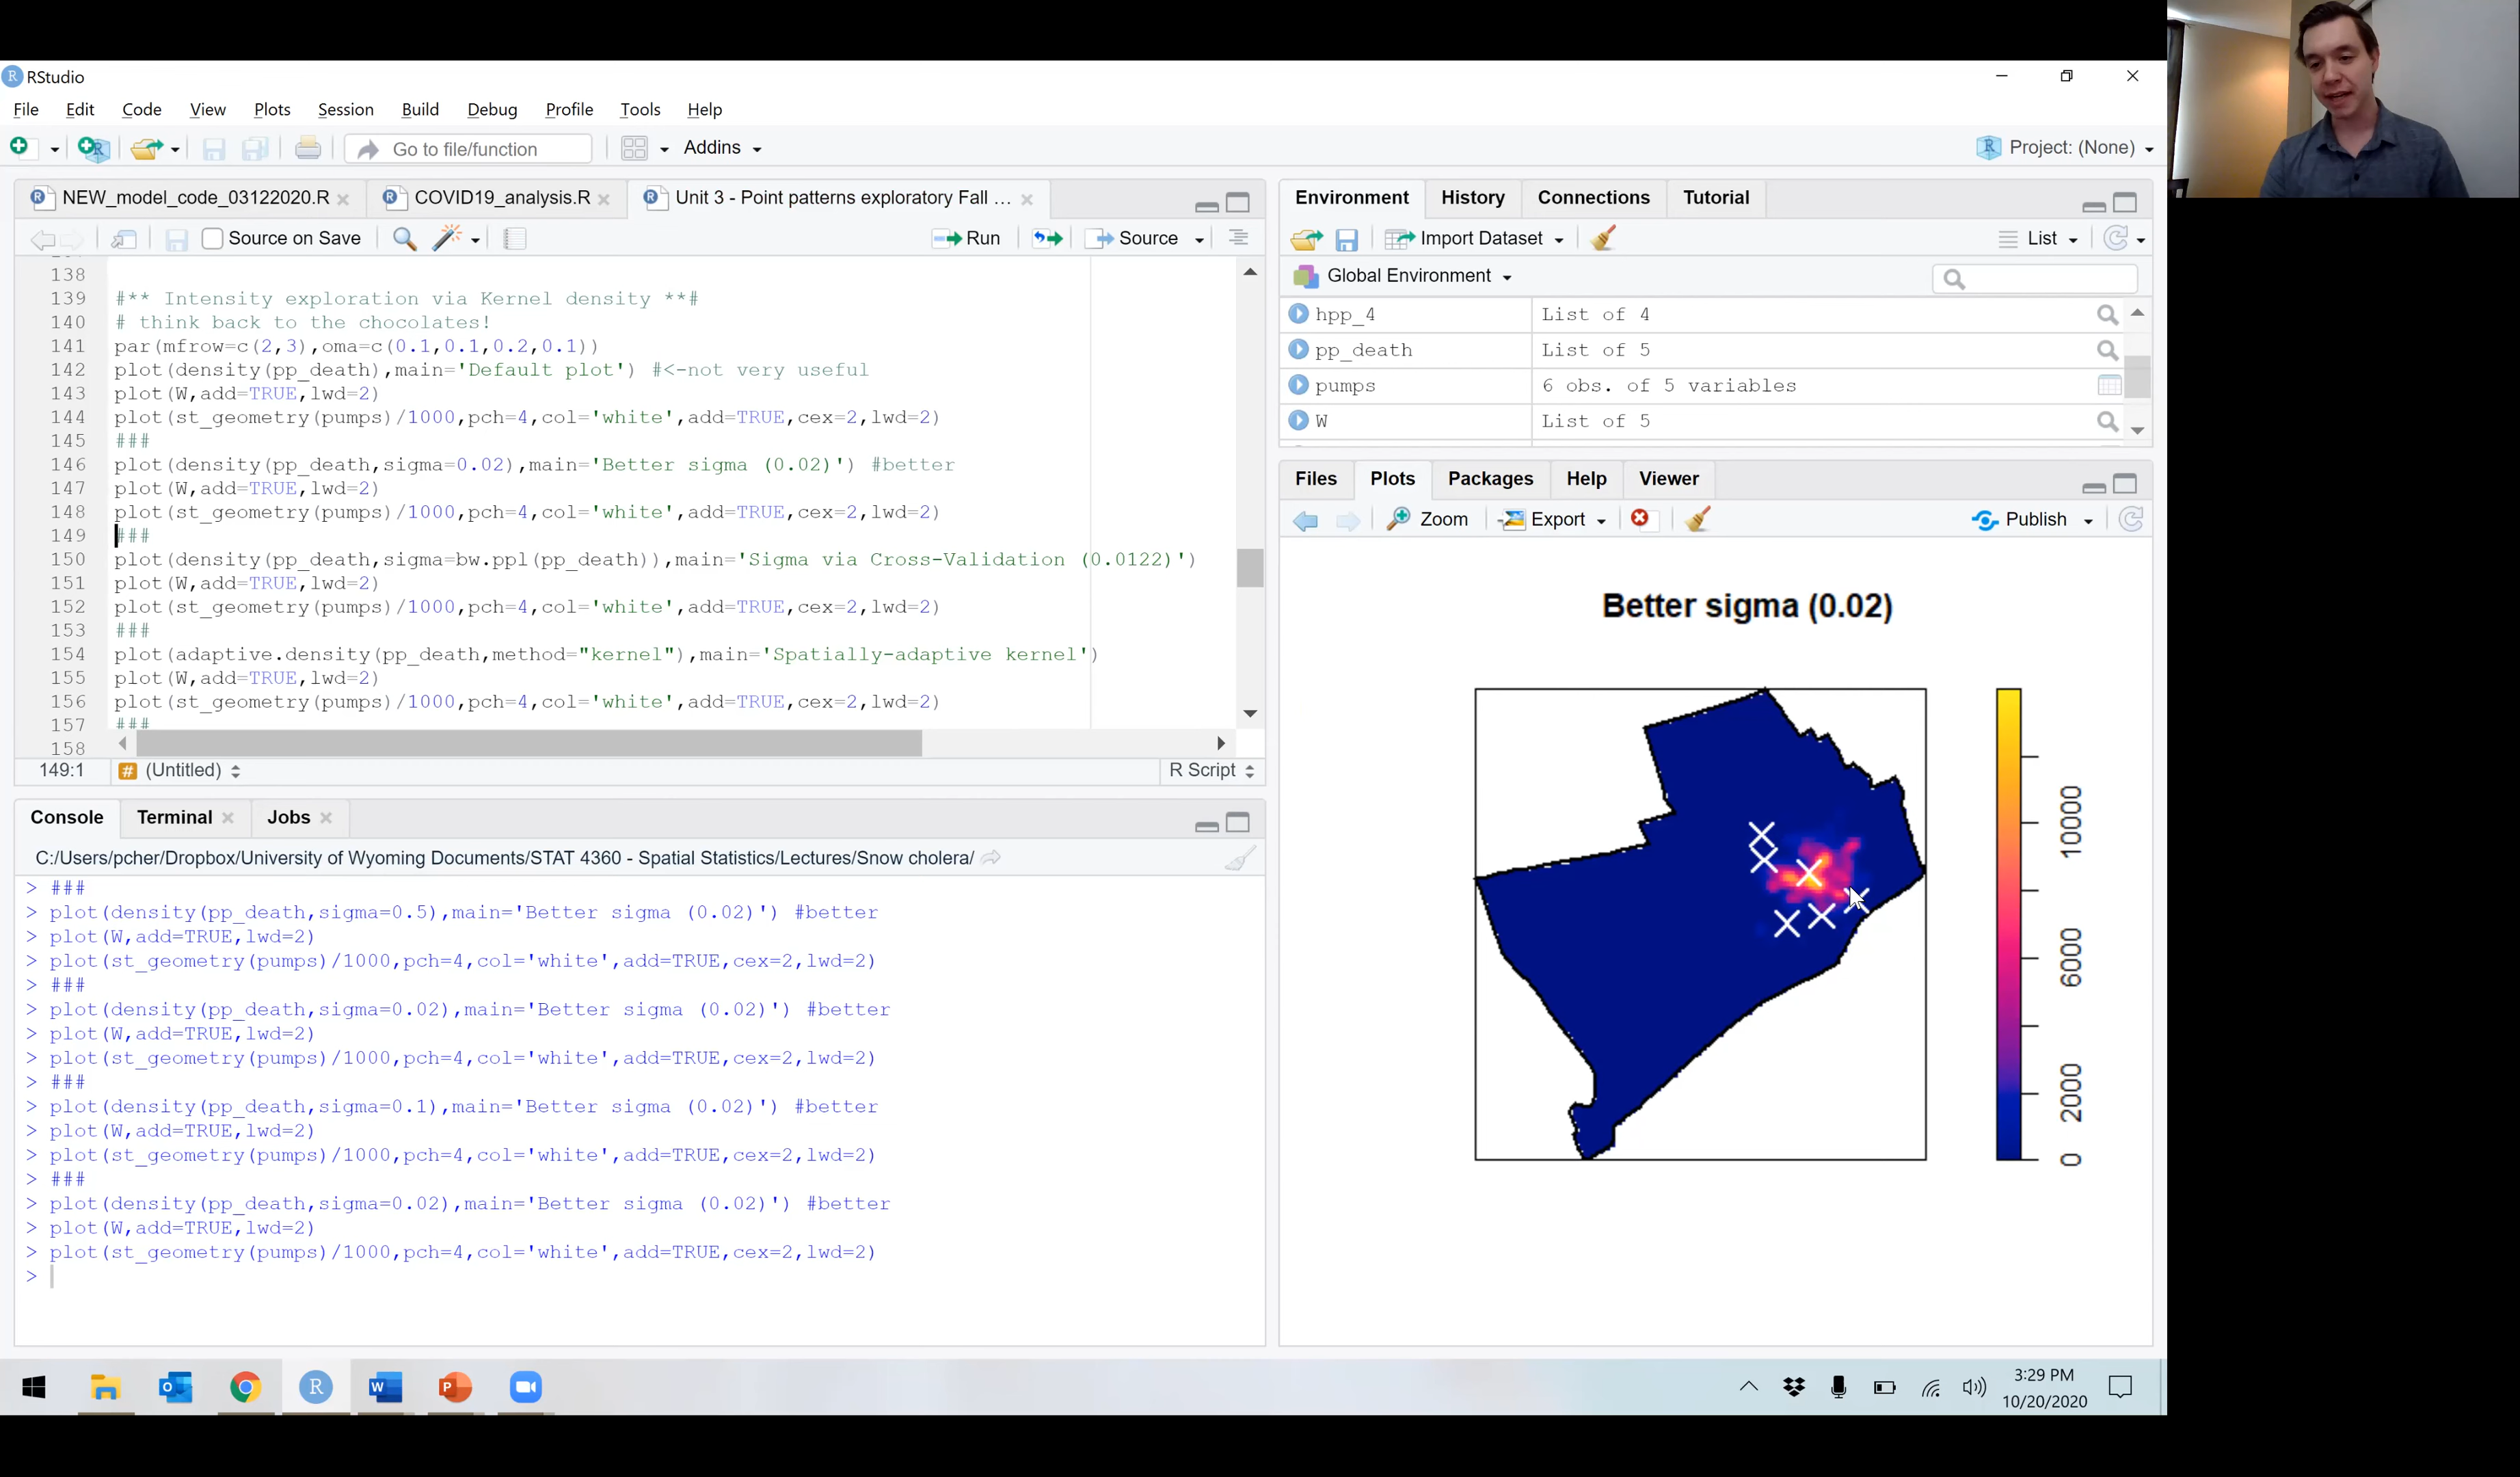 RStudio
File Edit Code View Plots Session Build Debug Profile Tools Help
Go to file/function Addins Project: (None)
NEW_model_code_03122020.R COVID19_analysis.R Unit 3 - Point patterns exploratory Fall ...
Source on Save Run Source
138
139 #** Intensity exploration via Kernel density **#
140 # think back to the chocolates!
141 par(mfrow=c(2,3),oma=c(0.1,0.1,0.2,0.1))
142 plot(density(pp_death),main='Default plot') #<-not very useful
143 plot(W,add=TRUE,lwd=2)
144 plot(st_geometry(pumps)/1000,pch=4,col='white',add=TRUE,cex=2,lwd=2)
145 ###
146 plot(density(pp_death,sigma=0.02),main='Better sigma (0.02)') #better
147 plot(W,add=TRUE,lwd=2)
148 plot(st_geometry(pumps)/1000,pch=4,col='white',add=TRUE,cex=2,lwd=2)
149 ###
150 plot(density(pp_death,sigma=bw.ppl(pp_death)),main='Sigma via Cross-Validation (0.0122)')
151 plot(W,add=TRUE,lwd=2)
152 plot(st_geometry(pumps)/1000,pch=4,col='white',add=TRUE,cex=2,lwd=2)
153 ###
154 plot(adaptive.density(pp_death,method="kernel"),main='Spatially-adaptive kernel')
155 plot(W,add=TRUE,lwd=2)
156 plot(st_geometry(pumps)/1000,pch=4,col='white',add=TRUE,cex=2,lwd=2)
157 ###
158
149:1 # (Untitled) R Script
Console Terminal Jobs
C:/Users/pcher/Dropbox/University of Wyoming Documents/STAT 4360 - Spatial Statistics/Lectures/Snow cholera/
> ###
> plot(density(pp_death,sigma=0.5),main='Better sigma (0.02)') #better
> plot(W,add=TRUE,lwd=2)
> plot(st_geometry(pumps)/1000,pch=4,col='white',add=TRUE,cex=2,lwd=2)
> ###
> plot(density(pp_death,sigma=0.02),main='Better sigma (0.02)') #better
> plot(W,add=TRUE,lwd=2)
> plot(st_geometry(pumps)/1000,pch=4,col='white',add=TRUE,cex=2,lwd=2)
> ###
> plot(density(pp_death,sigma=0.1),main='Better sigma (0.02)') #better
> plot(W,add=TRUE,lwd=2)
> plot(st_geometry(pumps)/1000,pch=4,col='white',add=TRUE,cex=2,lwd=2)
> ###
> plot(density(pp_death,sigma=0.02),main='Better sigma (0.02)') #better
> plot(W,add=TRUE,lwd=2)
> plot(st_geometry(pumps)/1000,pch=4,col='white',add=TRUE,cex=2,lwd=2)
>
Environment History Connections Tutorial
Import Dataset List
Global Environment
hpp_4 List of 4
pp_death List of 5
pumps 6 obs. of 5 variables
W List of 5
Files Plots Packages Help Viewer
Zoom Export Publish
Better sigma (0.02)
10000
6000
2000
0
3:29 PM
10/20/2020